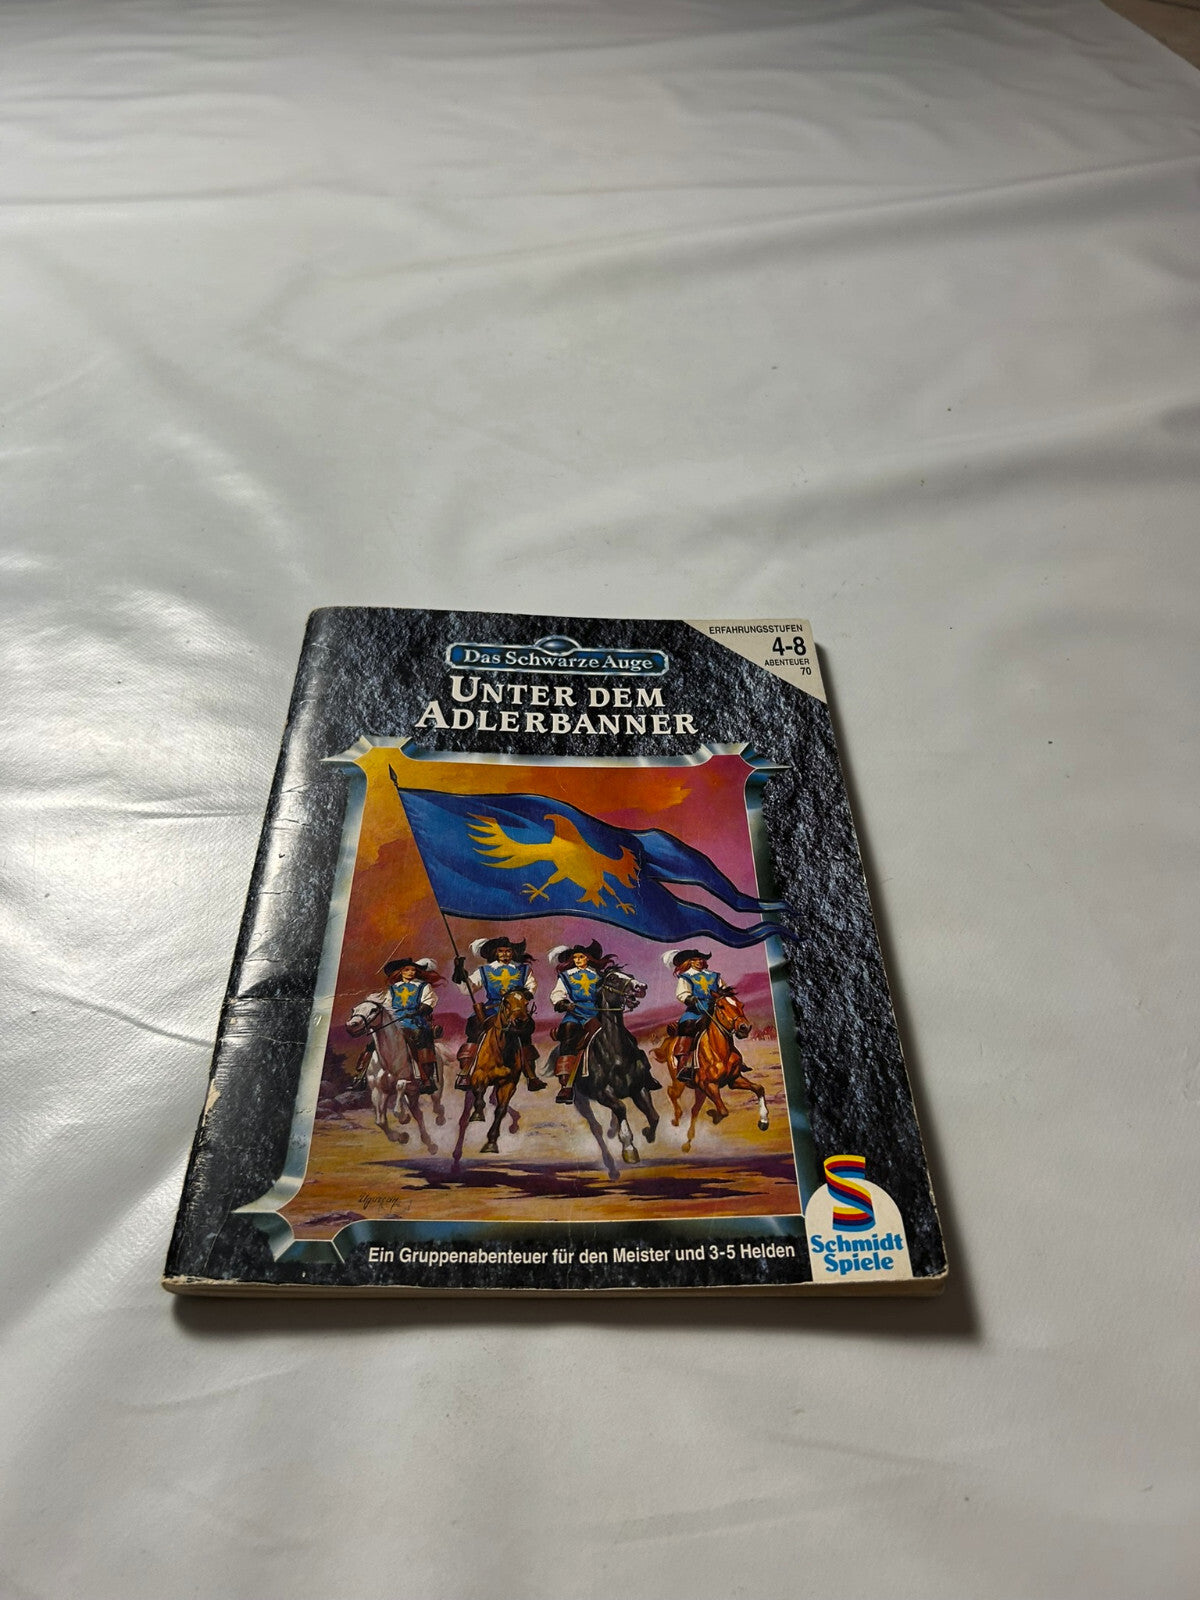 ERFAHRUNGSSTUFEN
4-8
ABENTEUER
70
Das Schwarze Auge
UNTER DEM
ADLERBANNER
Ein Gruppenabenteuer für den Meister und 3-5 Helden
Schmidt
Spiele